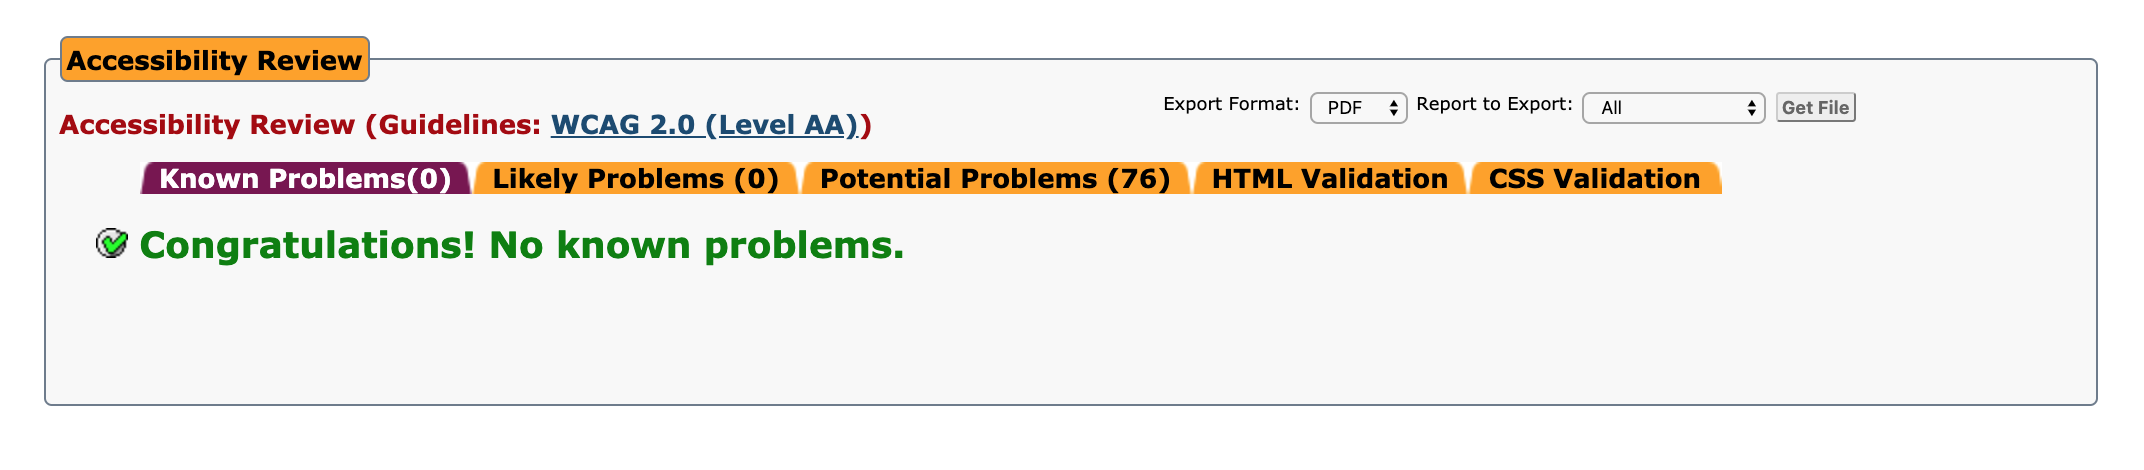 Accessibility Review
Export Format: PDF Report to Export: All Get File
Accessibility Review (Guidelines: WCAG 2.0 (Level AA))
Known Problems(0) Likely Problems (0) Potential Problems (76) HTML Validation CSS Validation
Congratulations! No known problems.